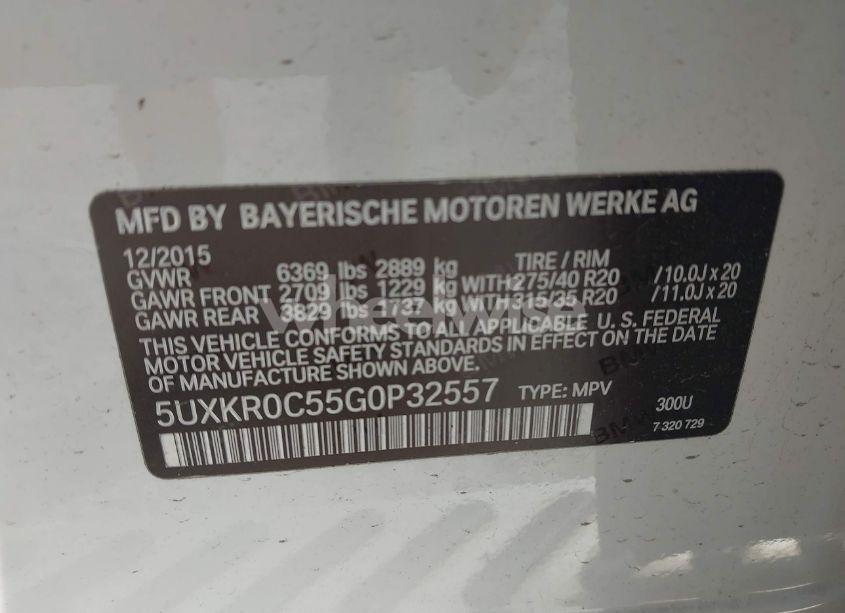 MFD BY BAYERISCHE MOTOREN WERKE AG
12/2015 TIRE / RIM
GVWR 6369 lbs 2889 kg
GAWR FRONT 2709 lbs 1229 kg WITH 275/40 R20 / 10.0J x 20
GAWR REAR 3829 lbs 1737 kg WITH 315/35 R20 / 11.0J x 20
THIS VEHICLE CONFORMS TO ALL APPLICABLE U. S. FEDERAL
MOTOR VEHICLE SAFETY STANDARDS IN EFFECT ON THE DATE
OF MANUFACTURE SHOWN ABOVE.
5UXKR0C55G0P32557 TYPE: MPV 300U
7 320 729
wheelwise